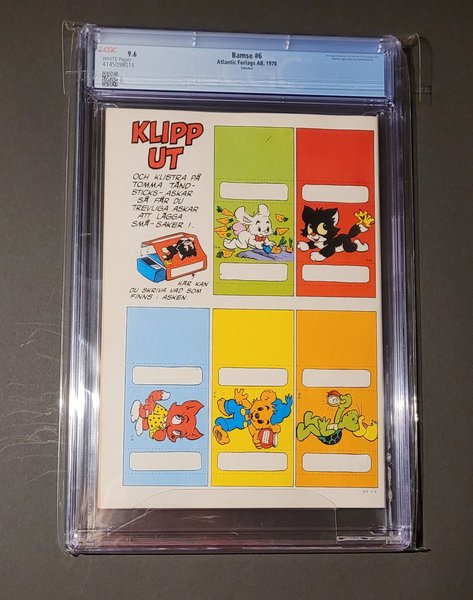 CGC
9.6
WHITE Pages
4145098016
Bamse #6
Atlantic Forlags AB, 1978
Sweden
KLIPP
UT
OCH KLISTRA PÅ
TOMMA TÄND-
STICKS-ASKAR
SÅ FÅR DU
TREVLIGA ASKAR
ATT LÄGGA
SMÅ-SAKER I.
HÄR KAN
DU SKRIVA VAD SOM
FINNS I ASKEN.